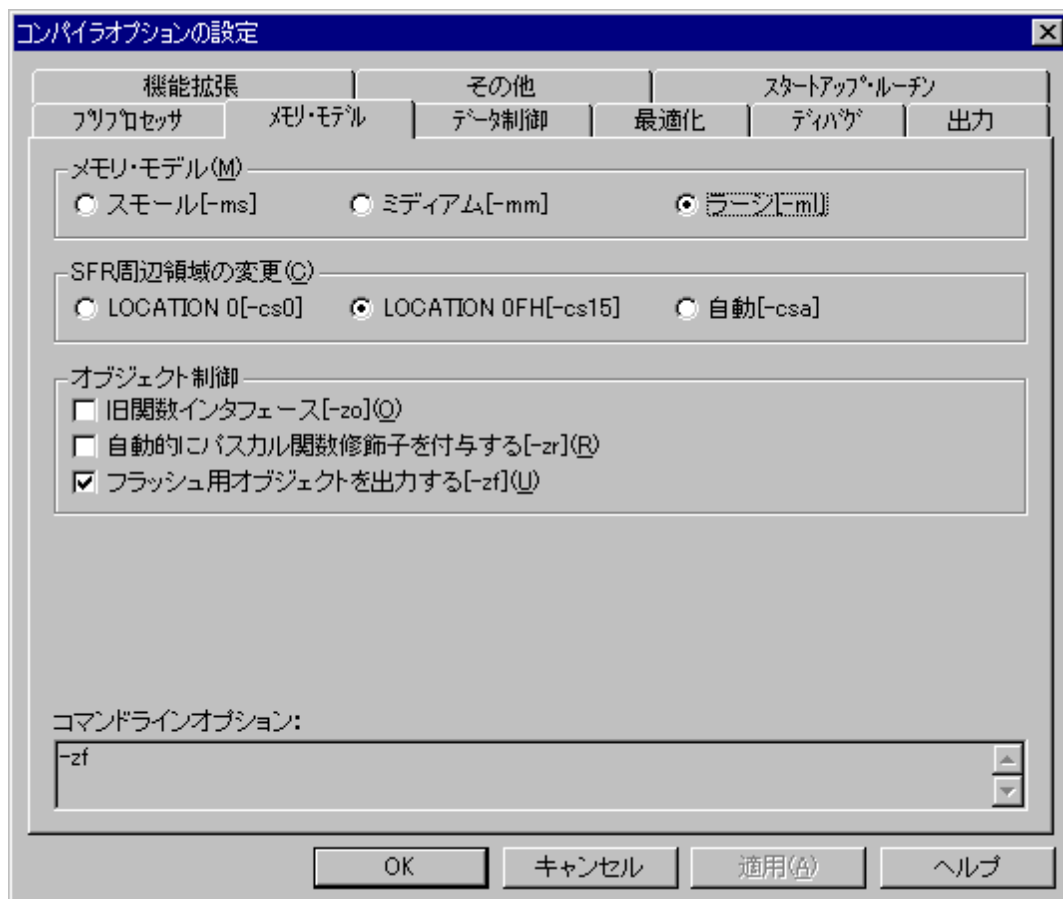 コンパイラオプションの設定
機能拡張 その他 ｽﾀｰﾄｱｯﾌﾟ･ﾙｰﾁﾝ
ﾌﾟﾘﾌﾟﾛｾｯｻ ﾒﾓﾘ･ﾓﾃﾞﾙ ﾃﾞｰﾀ制御 最適化 ﾃﾞｨﾊﾞｸﾞ 出力
メモリ・モデル(M)
スモール[-ms] ミディアム[-mm] ラージ[-ml]
SFR周辺領域の変更(C)
LOCATION 0[-cs0] LOCATION 0FH[-cs15] 自動[-csa]
オブジェクト制御
旧関数インタフェース[-zo](O)
自動的にパスカル関数修飾子を付与する[-zr](R)
フラッシュ用オブジェクトを出力する[-zf](U)
コマンドラインオプション:
-zf
OK キャンセル 適用(A) ヘルプ